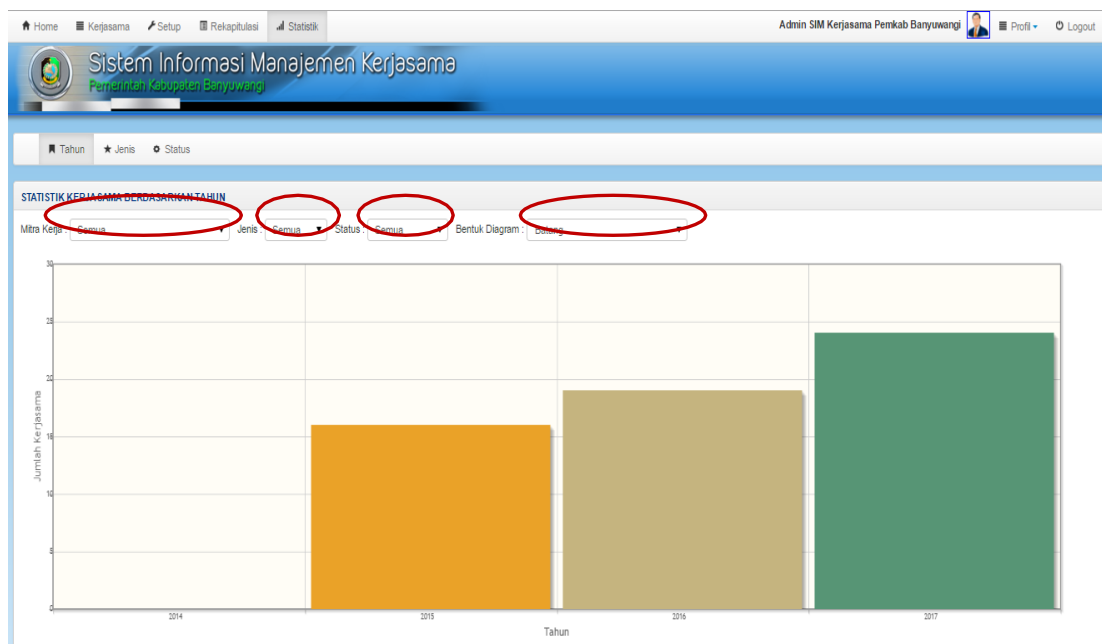 Home Kerjasama Setup Rekapitulasi Statistik Admin SIM Kerjasama Pemkab Banyuwangi Profil Logout
Sistem Informasi Manajemen Kerjasama
Pemerintah Kabupaten Banyuwangi
Tahun Jenis Status
STATISTIK KERJASAMA BERDASARKAN TAHUN
Mitra Kerja : Semua Jenis : Semua Status : Semua Bentuk Diagram : Batang
30
25
20
15
10
5
0
Jumlah Kerjasama
2014 2015 2016 2017
Tahun